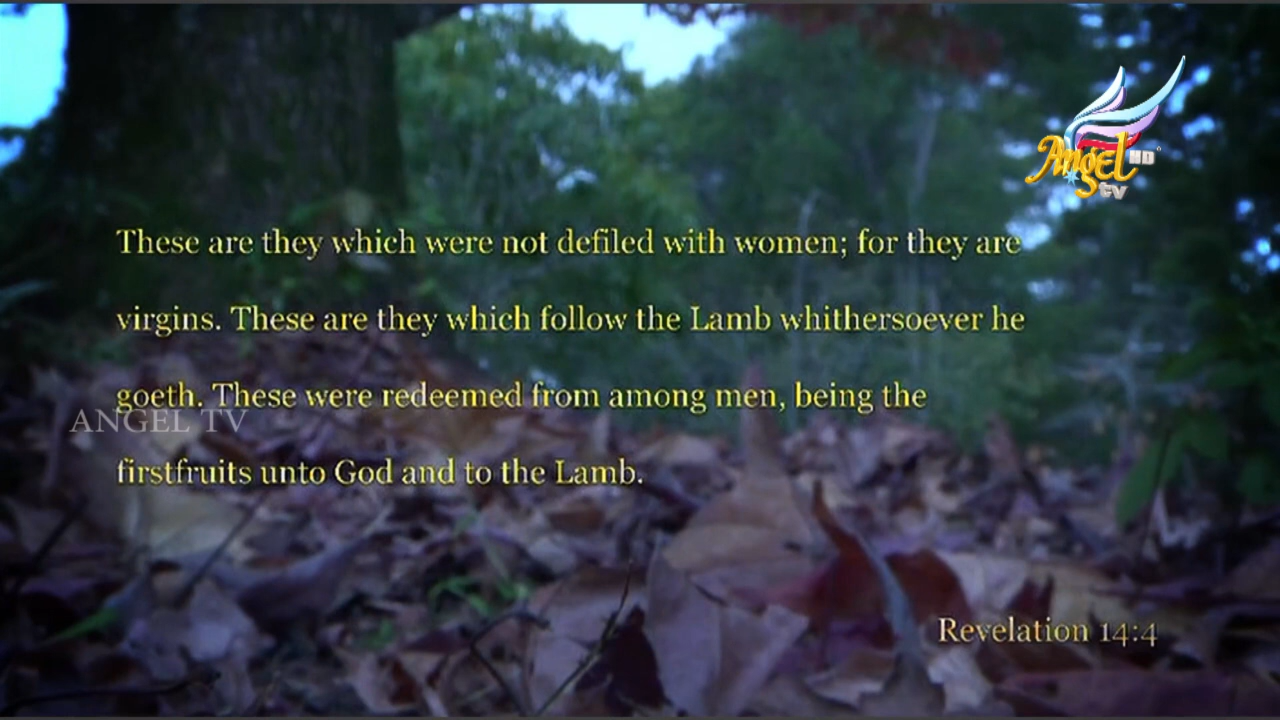 Angel HD
tv
These are they which were not defiled with women; for they are
virgins. These are they which follow the Lamb whithersoever he
goeth. These were redeemed from among men, being the
ANGEL TV
firstfruits unto God and to the Lamb.
Revelation 14:4